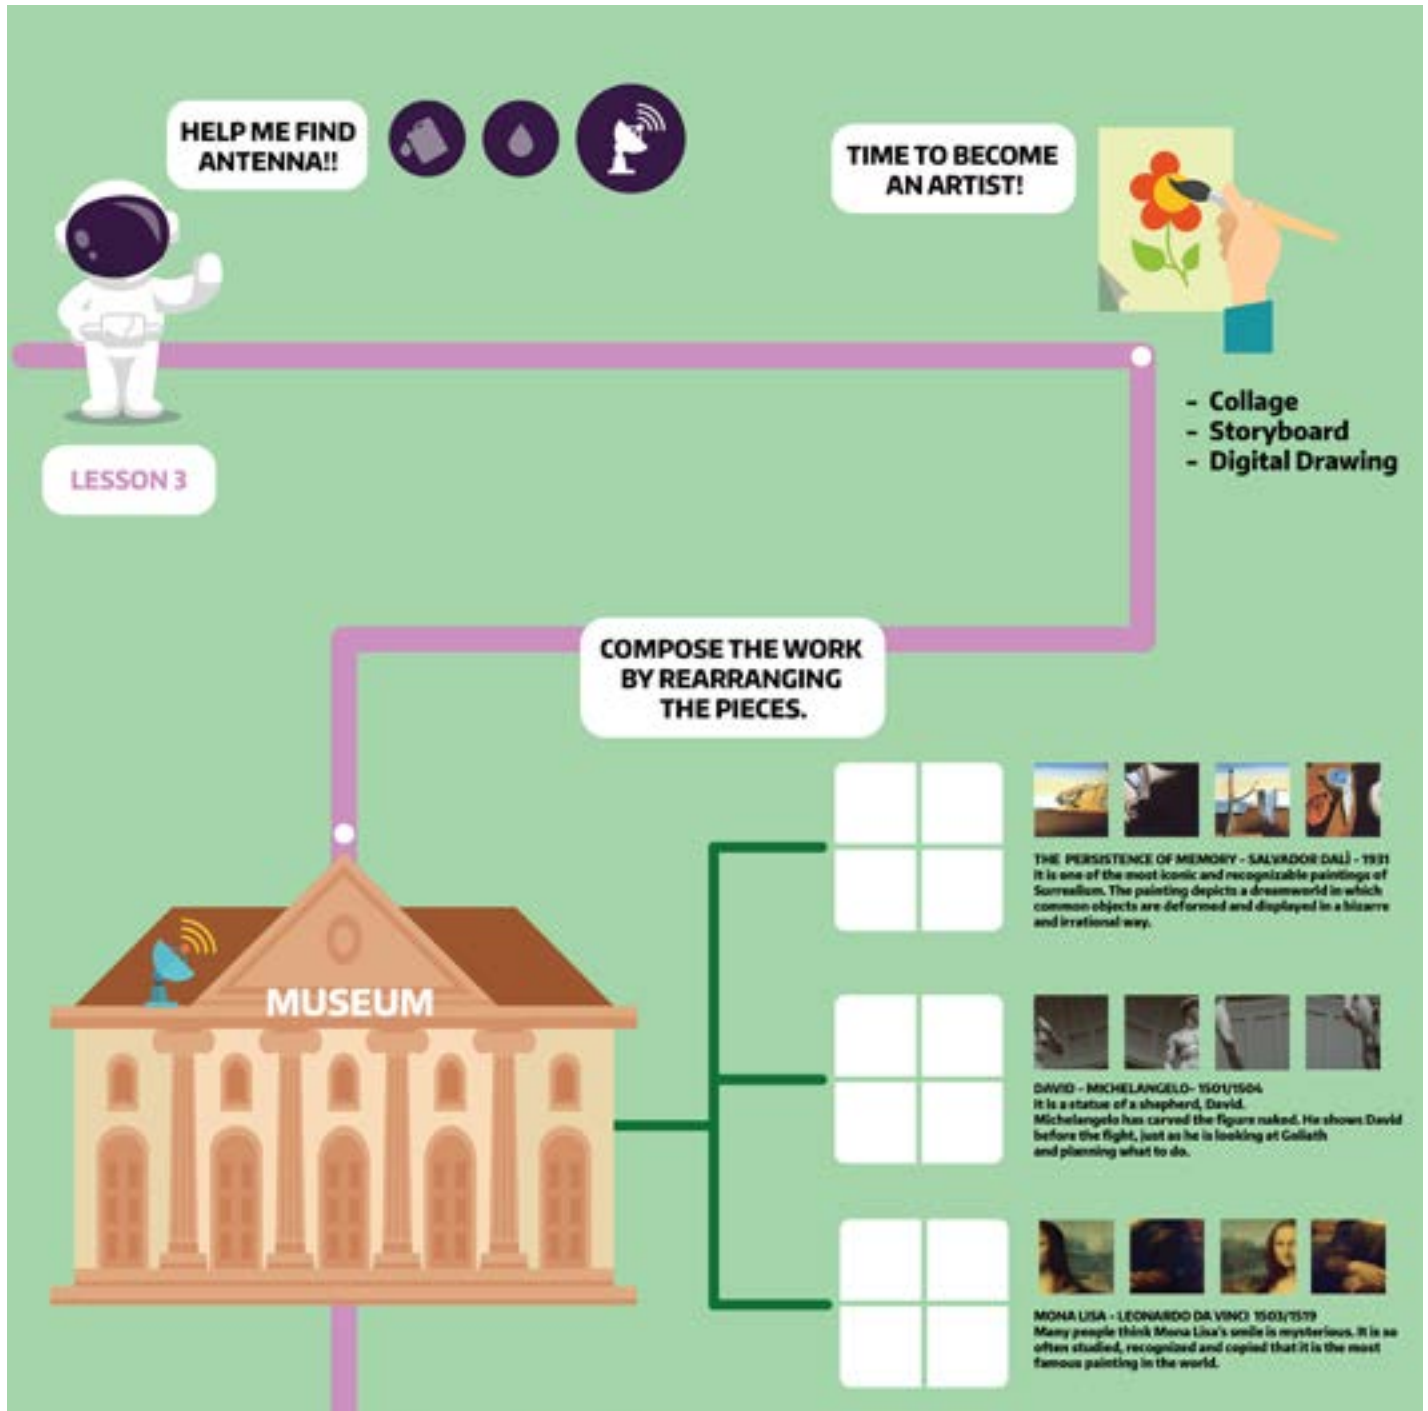 HELP ME FIND
ANTENNA!!
TIME TO BECOME
AN ARTIST!
- Collage
- Storyboard
- Digital Drawing
LESSON 3
COMPOSE THE WORK
BY REARRANGING
THE PIECES.
MUSEUM
THE PERSISTENCE OF MEMORY - SALVADOR DALÌ - 1931
It is one of the most iconic and recognizable paintings of
Surrealism. The painting depicts a dreamworld in which
common objects are deformed and displayed in a bizarre
and irrational way.
DAVID - MICHELANGELO- 1501/1504
It is a statue of a shepherd, David.
Michelangelo has carved the figure naked. He shows David
before the fight, just as he is looking at Goliath
and planning what to do.
MONA LISA - LEONARDO DA VINCI 1503/1519
Many people think Mona Lisa's smile is mysterious. It is so
often studied, recognized and copied that it is the most
famous painting in the world.